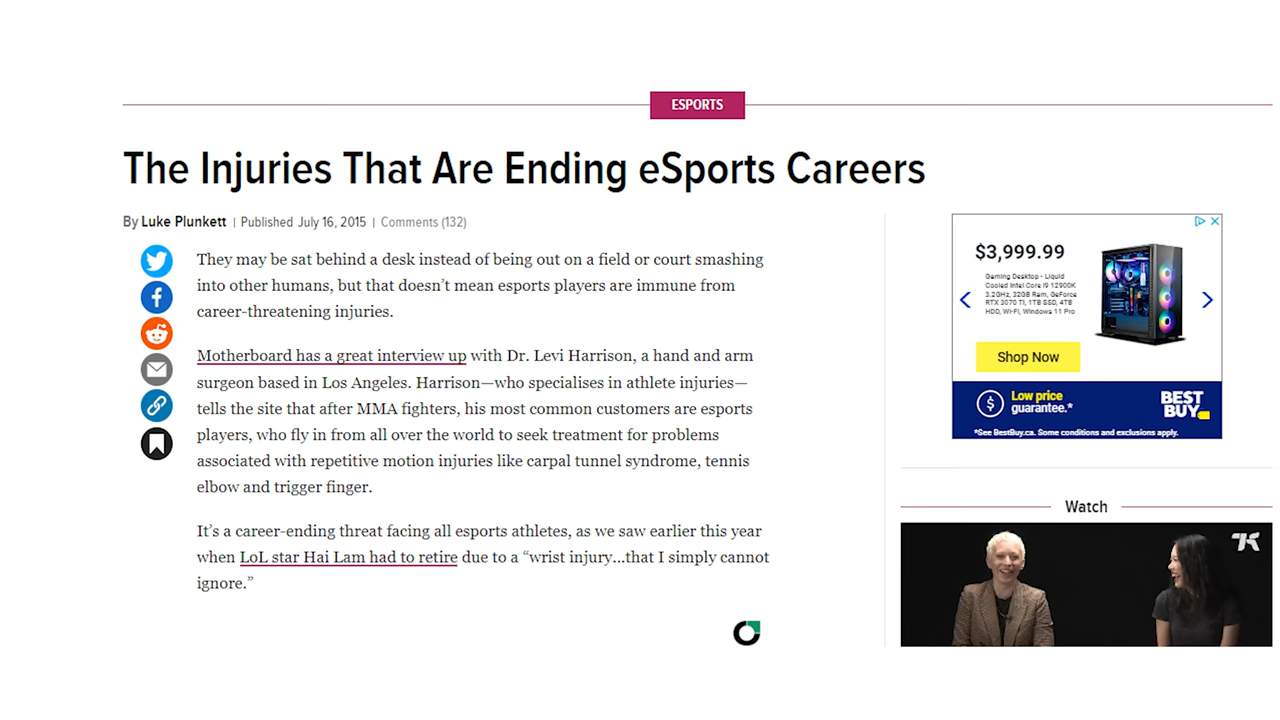 ESPORTS
The Injuries That Are Ending eSports Careers
By Luke Plunkett | Published July 16, 2015 | Comments (132)
They may be sat behind a desk instead of being out on a field or court smashing
into other humans, but that doesn't mean esports players are immune from
career-threatening injuries.
Motherboard has a great interview up with Dr. Levi Harrison, a hand and arm
surgeon based in Los Angeles. Harrison—who specialises in athlete injuries—
tells the site that after MMA fighters, his most common customers are esports
players, who fly in from all over the world to seek treatment for problems
associated with repetitive motion injuries like carpal tunnel syndrome, tennis
elbow and trigger finger.
It's a career-ending threat facing all esports athletes, as we saw earlier this year
when LoL star Hai Lam had to retire due to a “wrist injury...that I simply cannot
ignore.”
$3,999.99
Gaming Desktop - Liquid
Cooled Intel Core i9 12900K
3.2GHz, 32GB Ram, GeForce
RTX 3070 Ti, 1TB SSD, 4TB
HDD, Wi-Fi, Windows 11 Pro
Shop Now
Low price
guarantee.*
BEST
BUY
*See BestBuy.ca. Some conditions and exclusions apply.
Watch